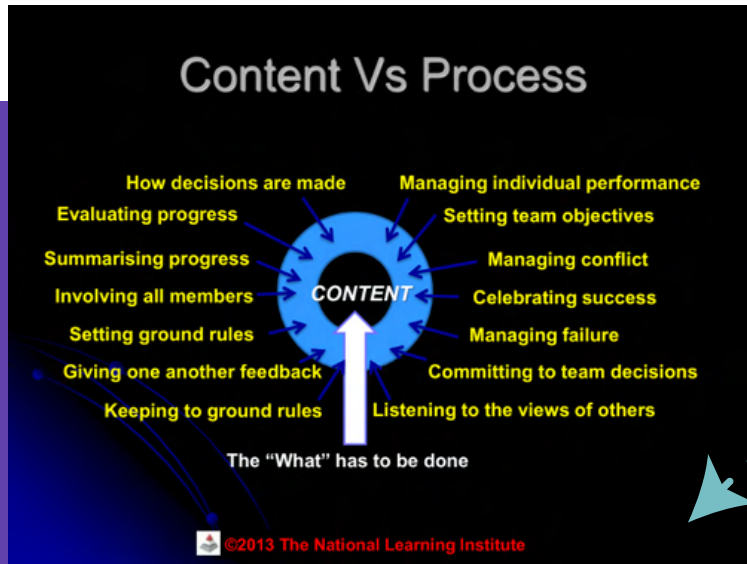 Content Vs Process
How decisions are made
Managing individual performance
Evaluating progress
Setting team objectives
Summarising progress
Managing conflict
Involving all members
CONTENT
Celebrating success
Setting ground rules
Managing failure
Giving one another feedback
Committing to team decisions
Keeping to ground rules
Listening to the views of others
The “What” has to be done
©2013 The National Learning Institute